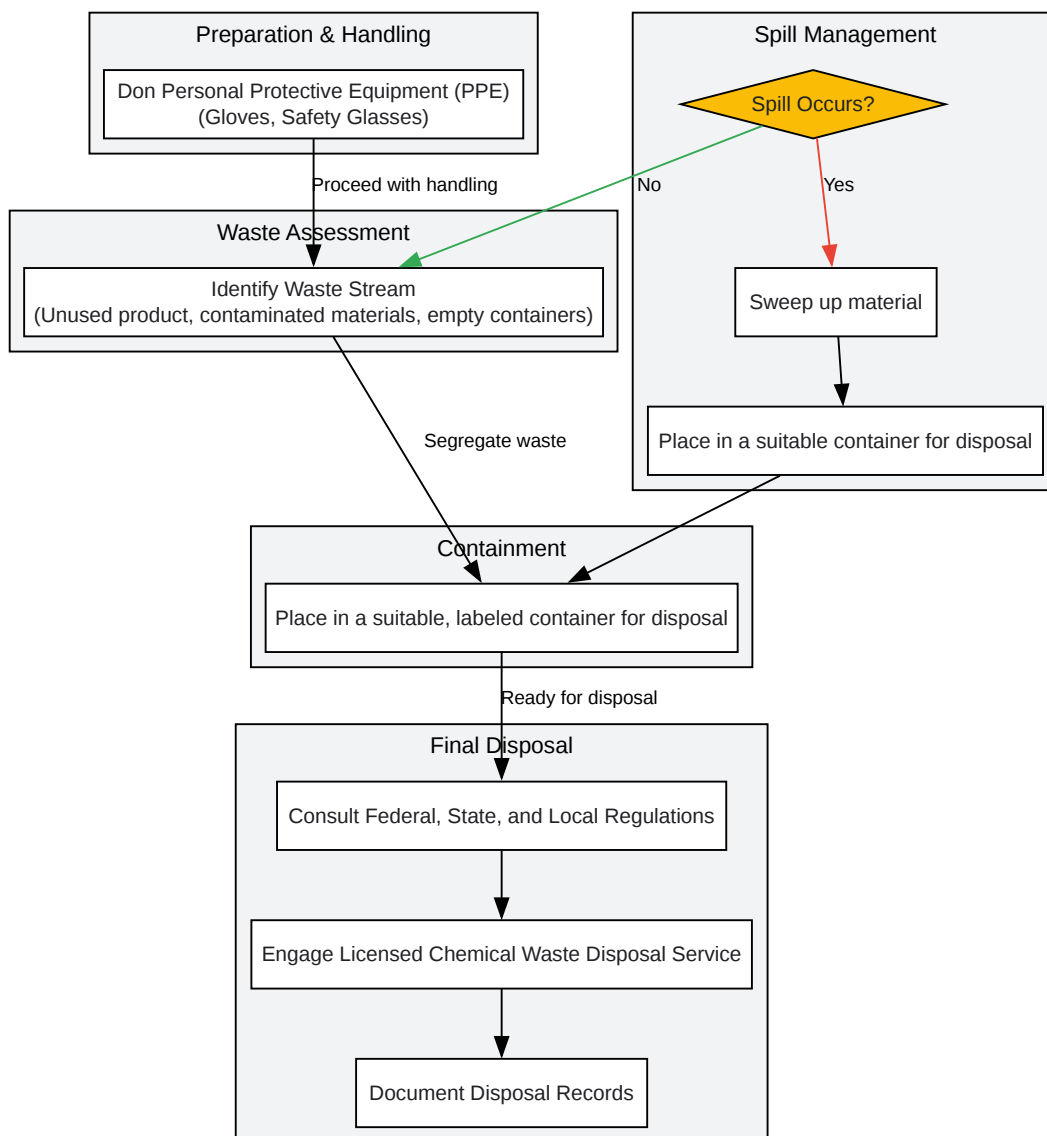 Preparation & Handling
Don Personal Protective Equipment (PPE)
(Gloves, Safety Glasses)
Spill Management
Spill Occurs?
Proceed with handling
No
Yes
Waste Assessment
Identify Waste Stream
(Unused product, contaminated materials, empty containers)
Sweep up material
Place in a suitable container for disposal
Segregate waste
Containment
Place in a suitable, labeled container for disposal
Ready for disposal
Final Disposal
Consult Federal, State, and Local Regulations
Engage Licensed Chemical Waste Disposal Service
Document Disposal Records